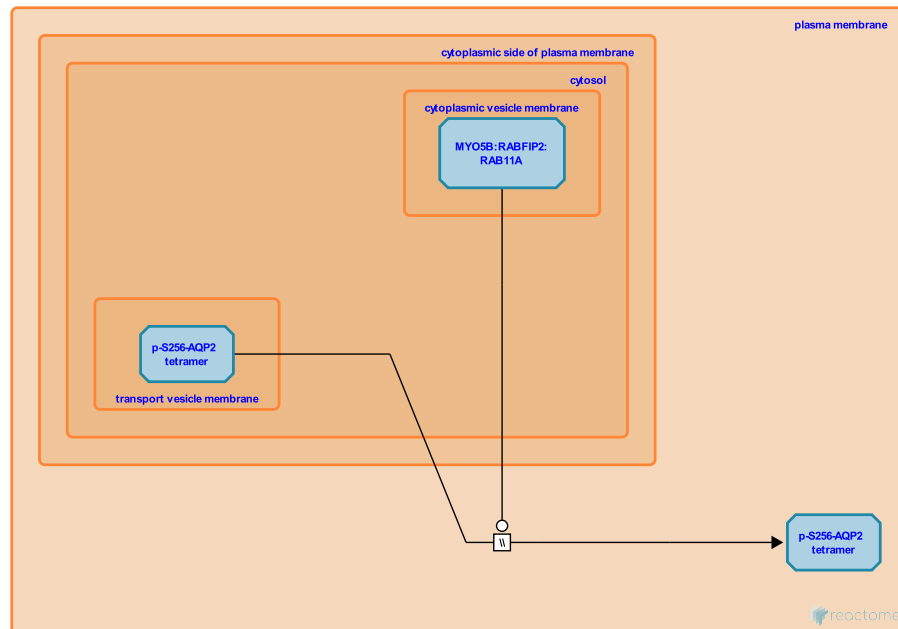 plasma membrane
cytoplasmic side of plasma membrane
cytosol
cytoplasmic vesicle membrane
MYO5B:RABFIP2:
RAB11A
p-S256-AQP2
tetramer
transport vesicle membrane
\\
p-S256-AQP2
tetramer
reactome